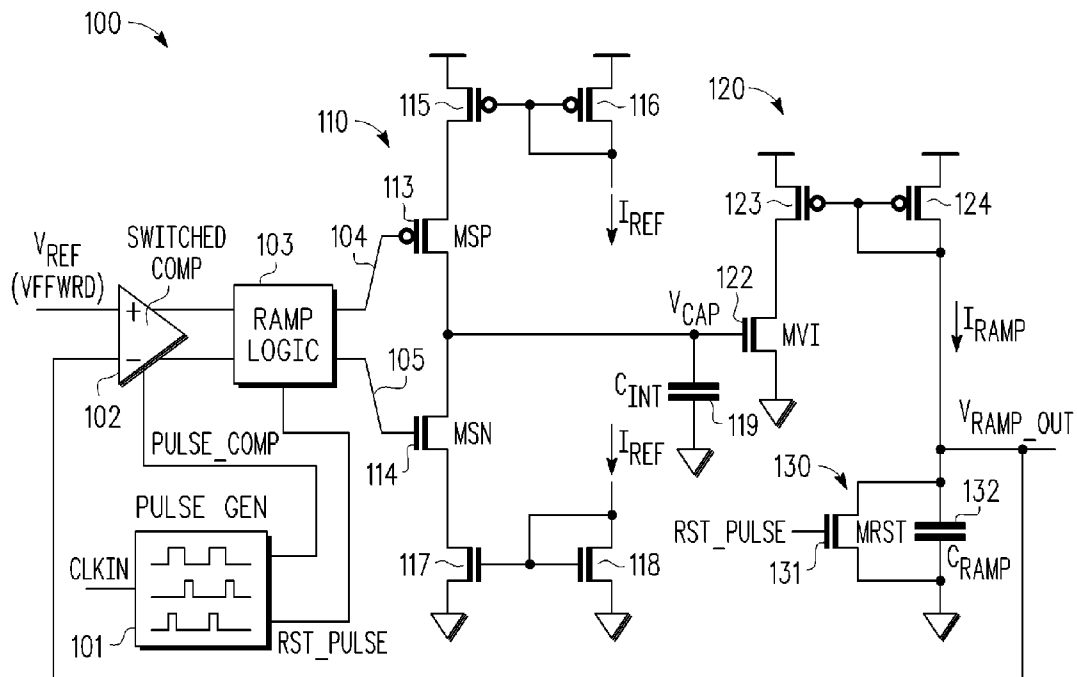 100
115
116
120
110
113
I_REF
123
124
SWITCHED
COMP
103
104
MSP
V_REF
(VFFWRD)
+
−
RAMP
LOGIC
V_CAP
122
MVI
I_RAMP
102
105
C_INT
119
V_RAMP_OUT
PULSE_COMP
MSN
114
I_REF
130
132
PULSE GEN
RST_PULSE
MRST
131
C_RAMP
CLKIN
117
118
101
RST_PULSE